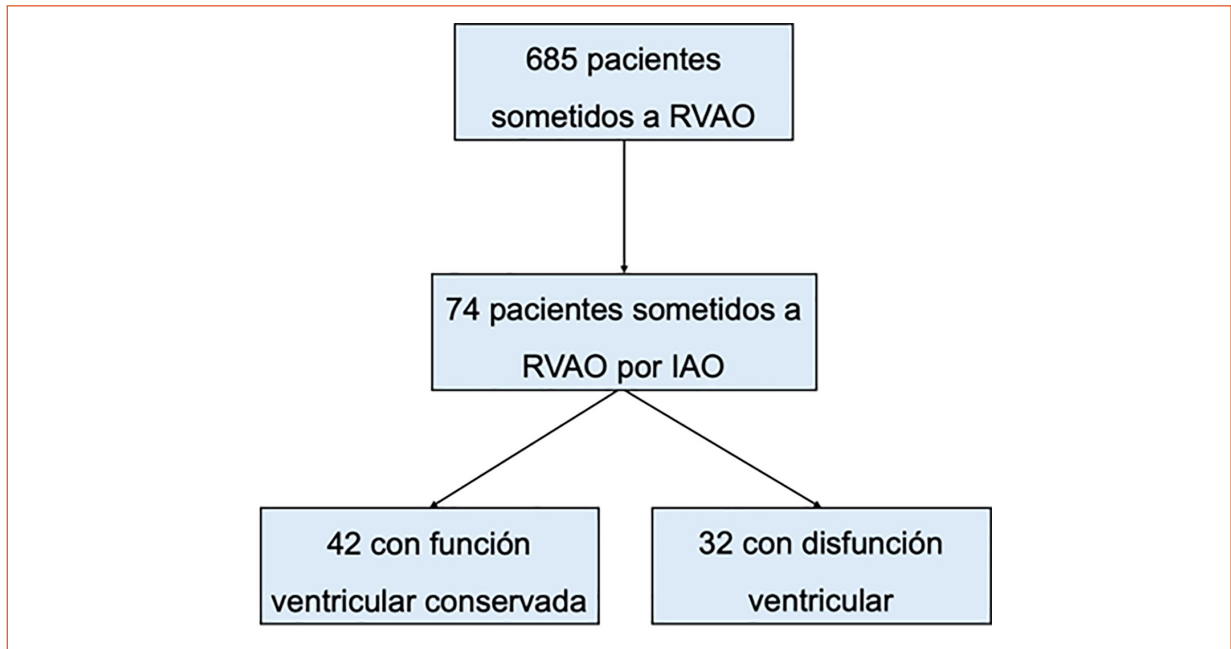 685 pacientes
sometidos a RVAO
74 pacientes sometidos a
RVAO por IAO
42 con función
ventricular conservada
32 con disfunción
ventricular